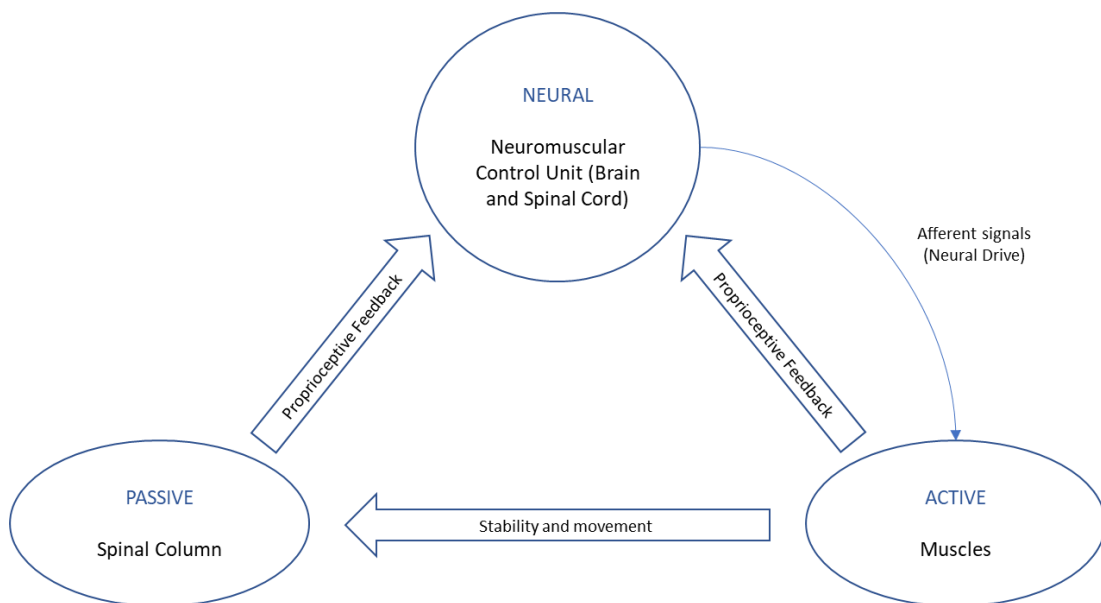 NEURAL
Neuromuscular
Control Unit (Brain
and Spinal Cord)
Afferent signals
(Neural Drive)
Proprioceptive Feedback
Proprioceptive Feedback
PASSIVE
Spinal Column
Stability and movement
ACTIVE
Muscles